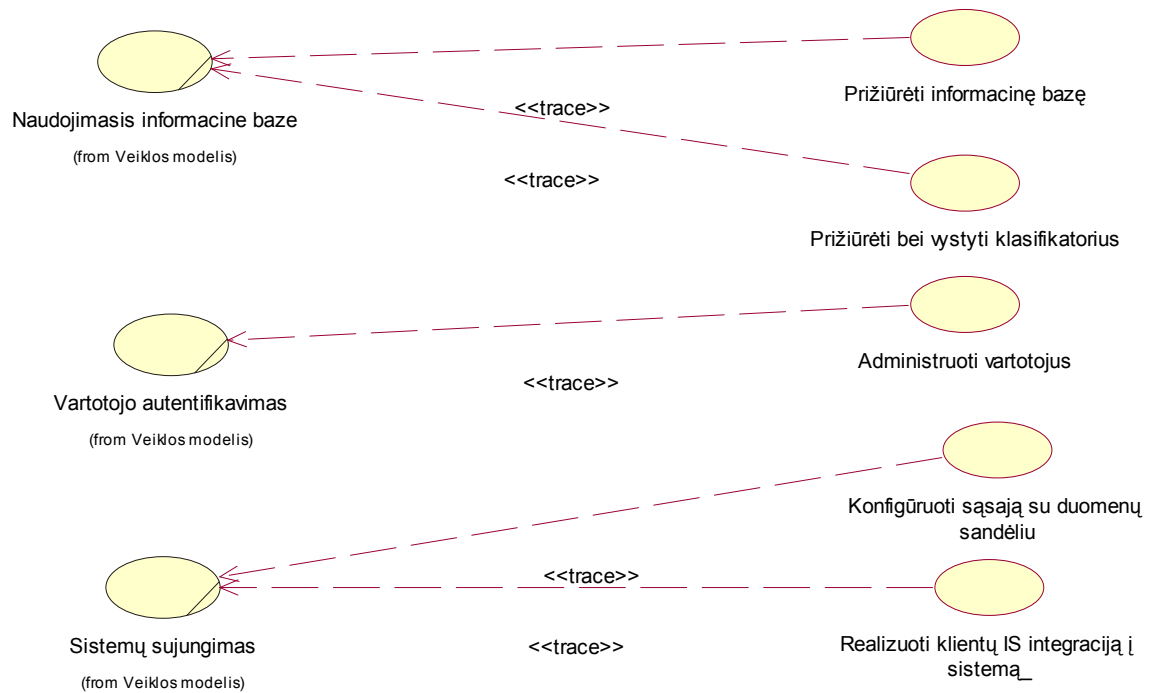 <<trace>>
Prižiūrėti informacinę bazę
Naudojimasis informacine baze
(from Veiklos modelis)
<<trace>>
Prižiūrėti bei vystyti klasifikatorius
Administruoti vartotojus
<<trace>>
Vartotojo autentifikavimas
(from Veiklos modelis)
Konfigūruoti sąsają su duomenų
sandėliu
<<trace>>
Sistemų sujungimas
(from Veiklos modelis)
<<trace>>
Realizuoti klientų IS integraciją į
sistemą_